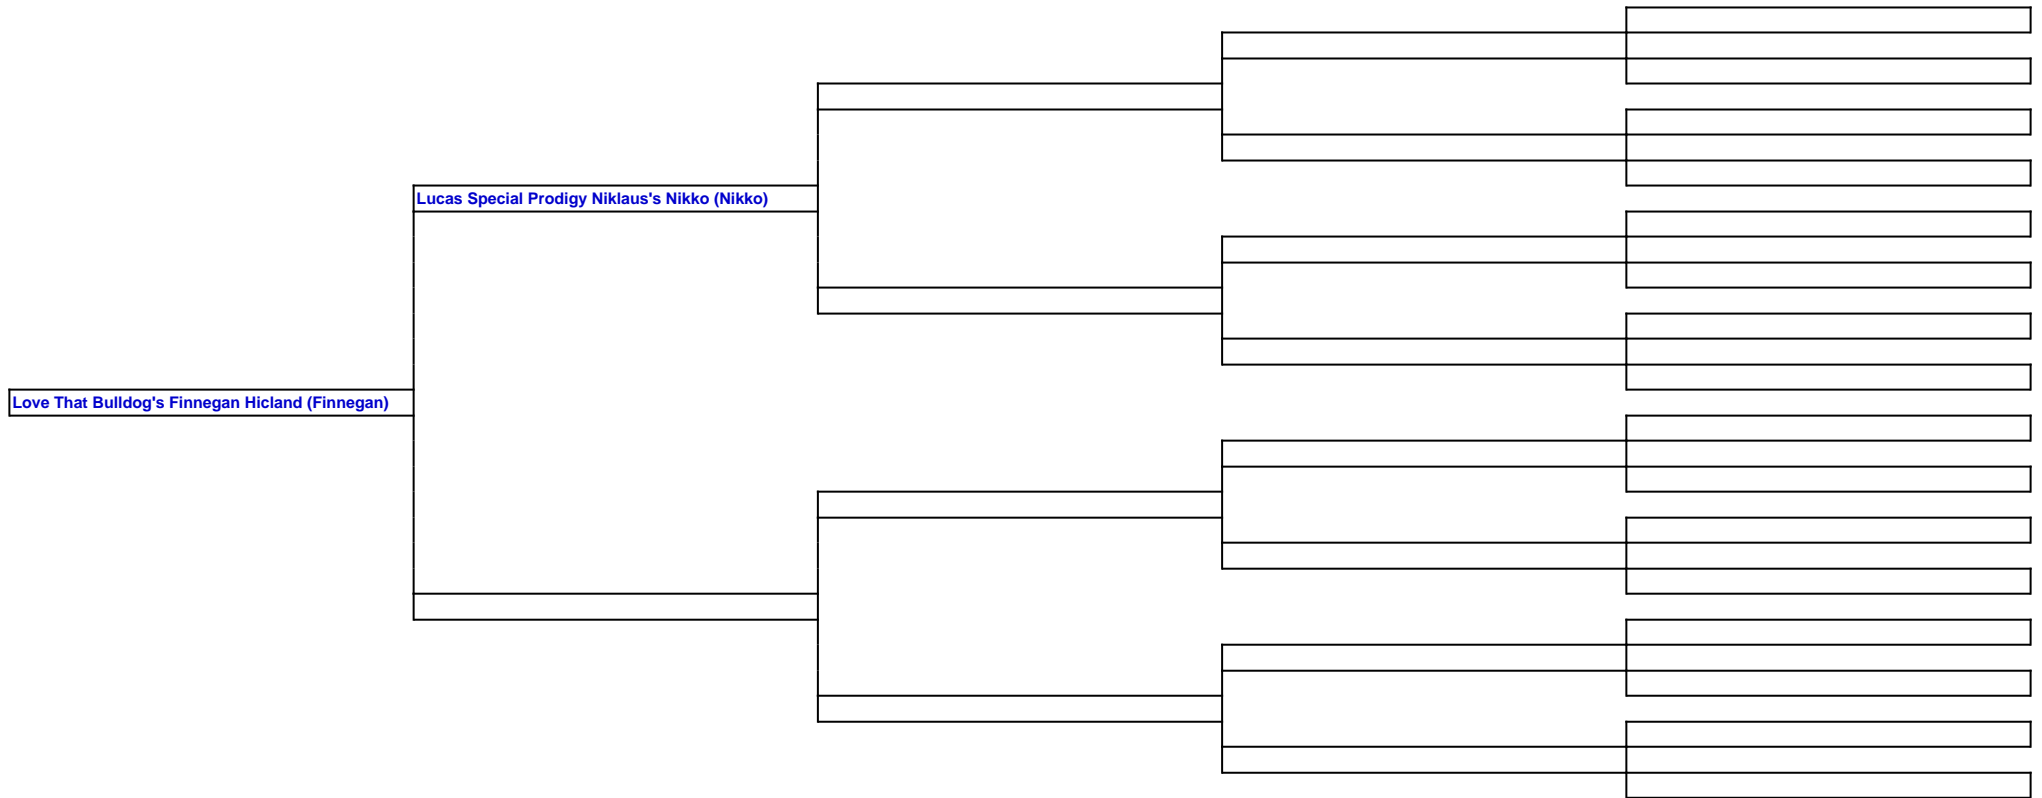 Lucas Special Prodigy Niklaus's Nikko (Nikko)
Love That Bulldog's Finnegan Hicland (Finnegan)